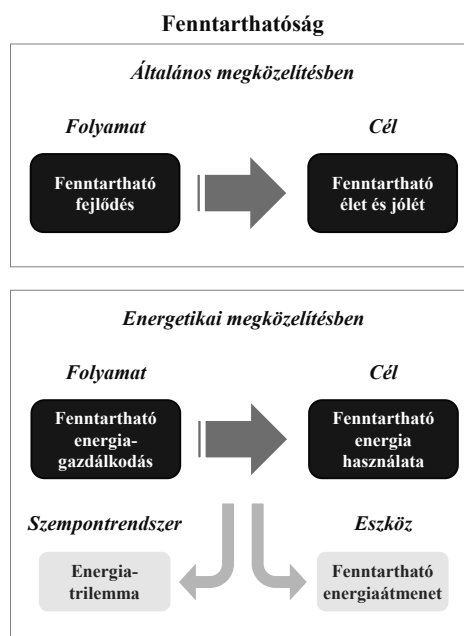 Fenntarthatóság
Általános megközelítésben
Folyamat
Cél
Fenntartható
fejlődés
Fenntartható
élet és jólét
Energetikai megközelítésben
Folyamat
Cél
Fenntartható
energia-
gazdálkodás
Fenntartható
energia
használata
Szempontrendszer
Eszköz
Energia-
trilemma
Fenntartható
energiaátmenet